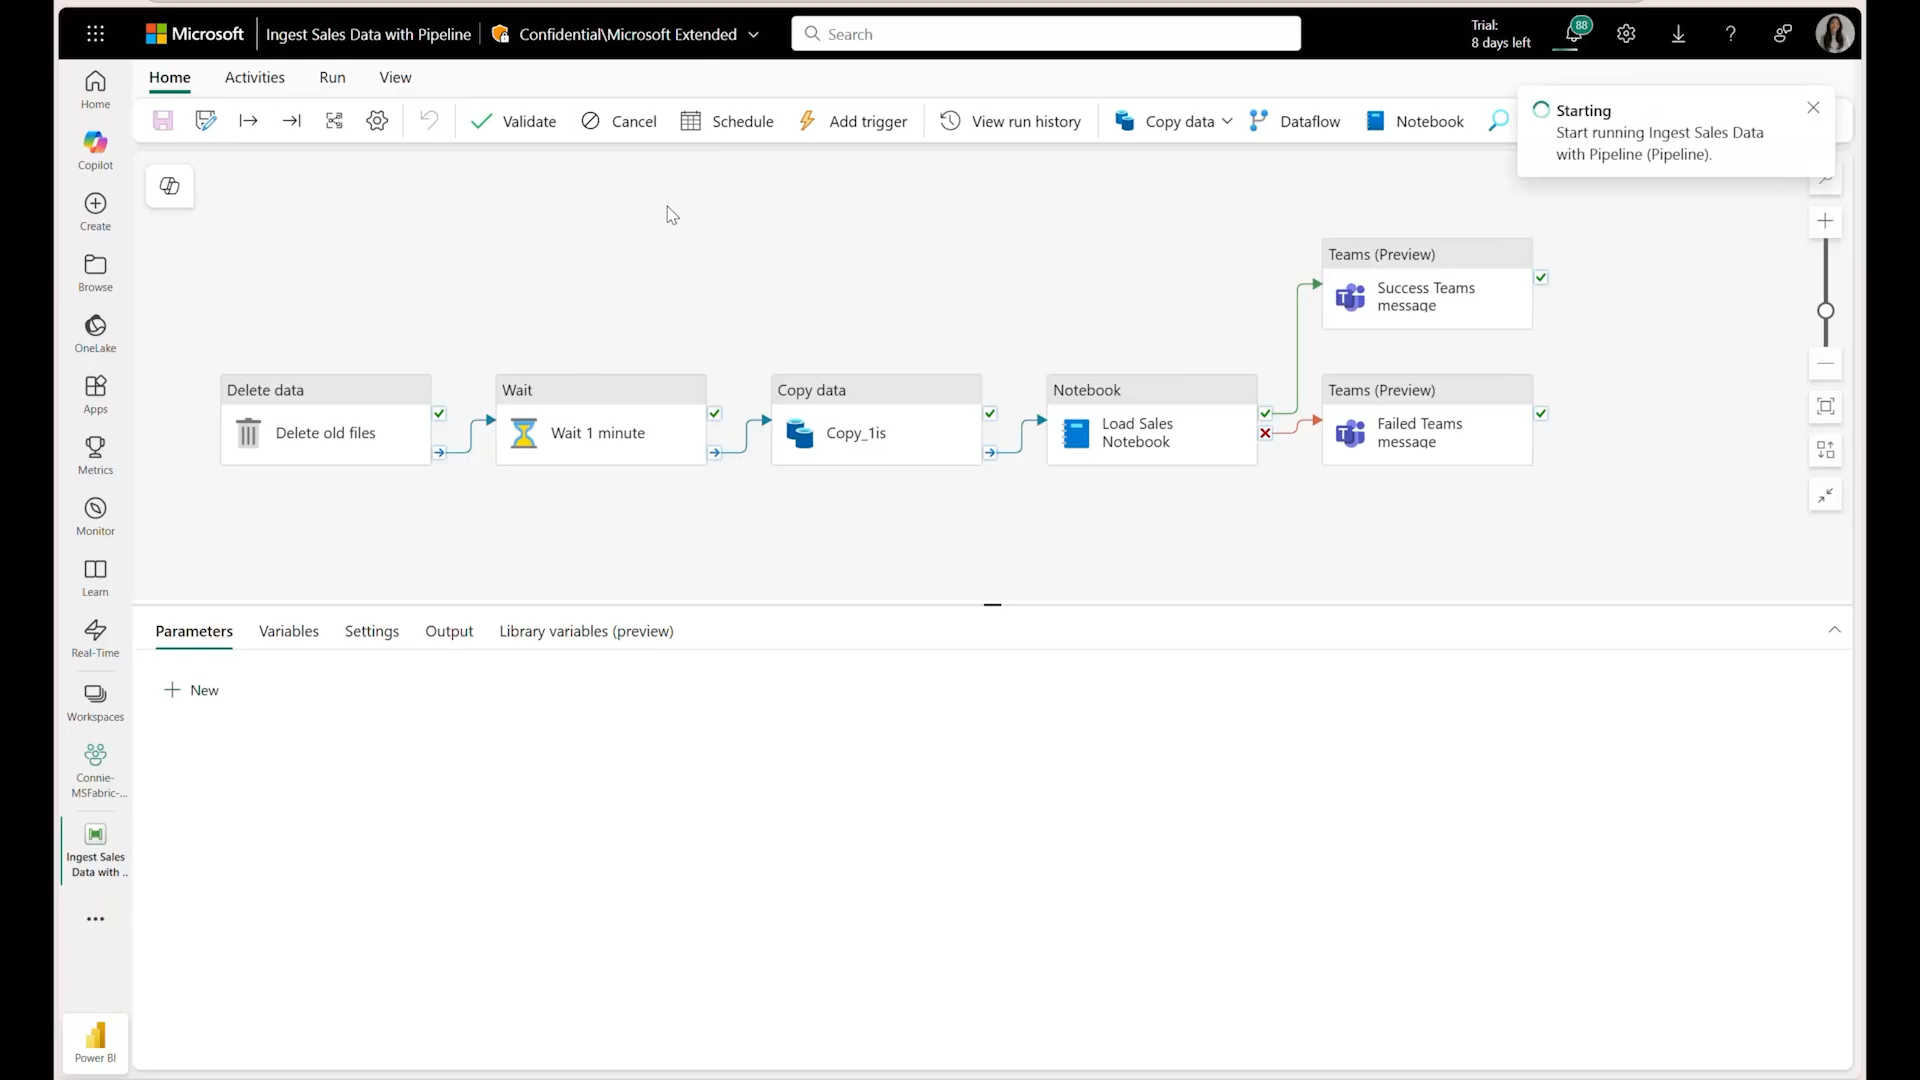 Microsoft
Ingest Sales Data with Pipeline
Confidential\Microsoft Extended
Search
Trial:
8 days left
88
Home
Activities
Run
View
Validate
Cancel
Schedule
Add trigger
View run history
Copy data
Dataflow
Notebook
Starting
Start running Ingest Sales Data
with Pipeline (Pipeline).
Home
Copilot
Create
Browse
OneLake
Apps
Metrics
Monitor
Learn
Real-Time
Workspaces
Connie-
MSFabric-...
Ingest Sales
Data with ..
Power BI
Delete data
Delete old files
Wait
Wait 1 minute
Copy data
Copy_1is
Notebook
Load Sales
Notebook
Teams (Preview)
Success Teams
message
Teams (Preview)
Failed Teams
message
Parameters
Variables
Settings
Output
Library variables (preview)
New